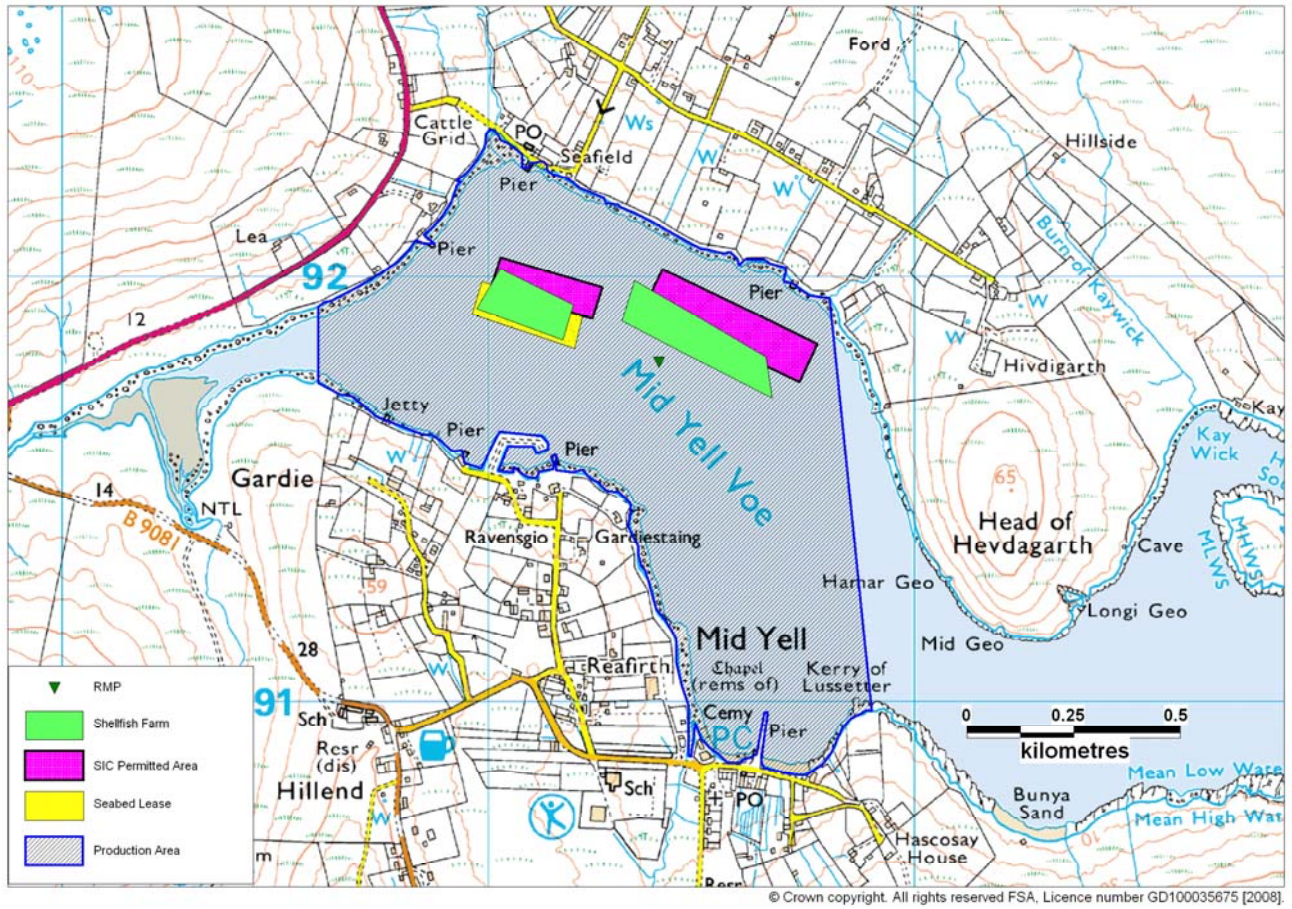 110
Ford
Cattle
Grid
PO
Seafield
Ws
W
W
Hillside
Pier
Lea
Pier
92
Burn of Kaywick
Pier
12
W
W
Hivdigarth
Kay
Kay
Wick
Mid Yell Voe
Jetty
Pier
Pier
W
Gardie
14
NTL
B 9081
65
Head of
Hevdagarth
MHWS
MLWS
Cave
Ravensgio
Gardiestaing
Hamar Geo
Longi Geo
59
Mid Geo
28
Mid Yell
Reafirth
Chapel
(rems of)
Kerry of
Lussetter
W
91
Sch
Cemy
PC
Pier
Resr
(dis)
Hillend
Sch
PO
W
Bunya
Sand
Mean Low Wate
Mean High Wat
Hascosay
House
Resr
m
RMP
Shellfish Farm
SIC Permitted Area
Seabed Lease
Production Area
0 0.25 0.5
kilometres
© Crown copyright. All rights reserved FSA, Licence number GD100035675 [2008].